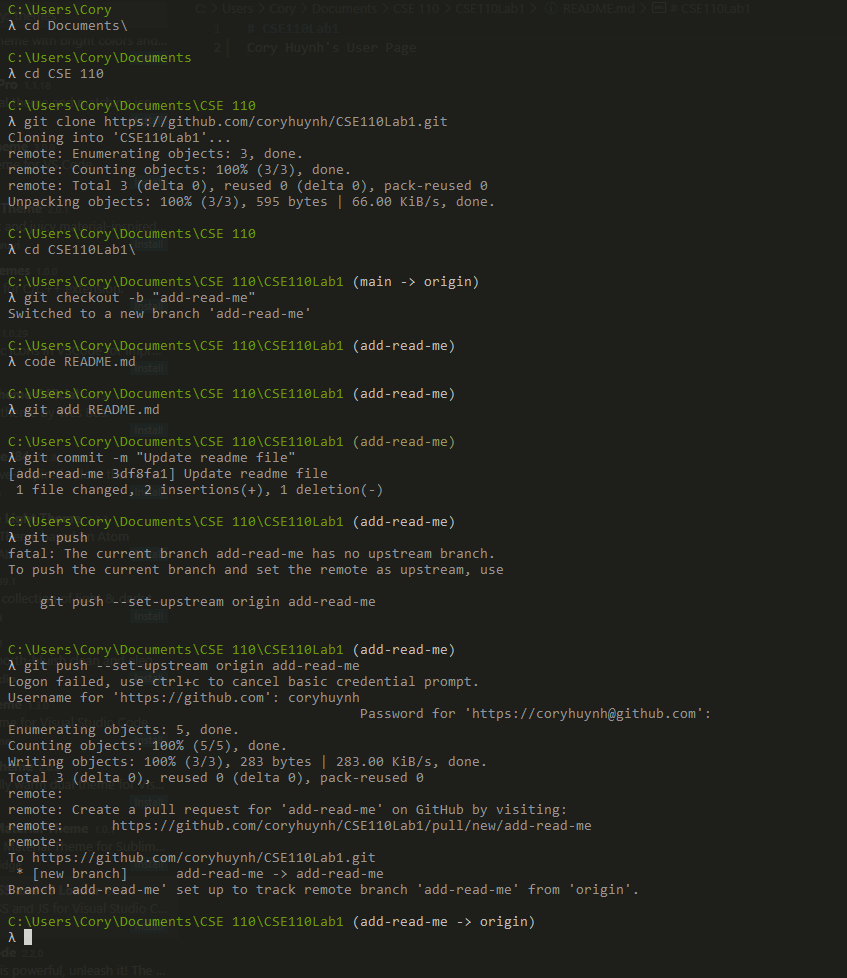 C:\Users\Cory
λ cd Documents\
C: > Users > Cory > Documents > CSE 110 > CSE110Lab1 > README.md > # CSE110Lab1
1 # CSE110Lab1
2 Cory Huynh's User Page
C:\Users\Cory\Documents
λ cd CSE 110
C:\Users\Cory\Documents\CSE 110
λ git clone https://github.com/coryhuynh/CSE110Lab1.git
Cloning into 'CSE110Lab1'...
remote: Enumerating objects: 3, done.
remote: Counting objects: 100% (3/3), done.
remote: Total 3 (delta 0), reused 0 (delta 0), pack-reused 0
Unpacking objects: 100% (3/3), 595 bytes | 66.00 KiB/s, done.
C:\Users\Cory\Documents\CSE 110
λ cd CSE110Lab1\
C:\Users\Cory\Documents\CSE 110\CSE110Lab1 (main -> origin)
λ git checkout -b "add-read-me"
Switched to a new branch 'add-read-me'
C:\Users\Cory\Documents\CSE 110\CSE110Lab1 (add-read-me)
λ code README.md
C:\Users\Cory\Documents\CSE 110\CSE110Lab1 (add-read-me)
λ git add README.md
C:\Users\Cory\Documents\CSE 110\CSE110Lab1 (add-read-me)
λ git commit -m "Update readme file"
[add-read-me 3df8fa1] Update readme file
1 file changed, 2 insertions(+), 1 deletion(-)
C:\Users\Cory\Documents\CSE 110\CSE110Lab1 (add-read-me)
λ git push
fatal: The current branch add-read-me has no upstream branch.
To push the current branch and set the remote as upstream, use
git push --set-upstream origin add-read-me
C:\Users\Cory\Documents\CSE 110\CSE110Lab1 (add-read-me)
λ git push --set-upstream origin add-read-me
Logon failed, use ctrl+c to cancel basic credential prompt.
Username for 'https://github.com': coryhuynh
Password for 'https://coryhuynh@github.com':
Enumerating objects: 5, done.
Counting objects: 100% (5/5), done.
Writing objects: 100% (3/3), 283 bytes | 283.00 KiB/s, done.
Total 3 (delta 0), reused 0 (delta 0), pack-reused 0
remote:
remote: Create a pull request for 'add-read-me' on GitHub by visiting:
remote: https://github.com/coryhuynh/CSE110Lab1/pull/new/add-read-me
remote:
To https://github.com/coryhuynh/CSE110Lab1.git
* [new branch] add-read-me -> add-read-me
Branch 'add-read-me' set up to track remote branch 'add-read-me' from 'origin'.
C:\Users\Cory\Documents\CSE 110\CSE110Lab1 (add-read-me -> origin)
λ